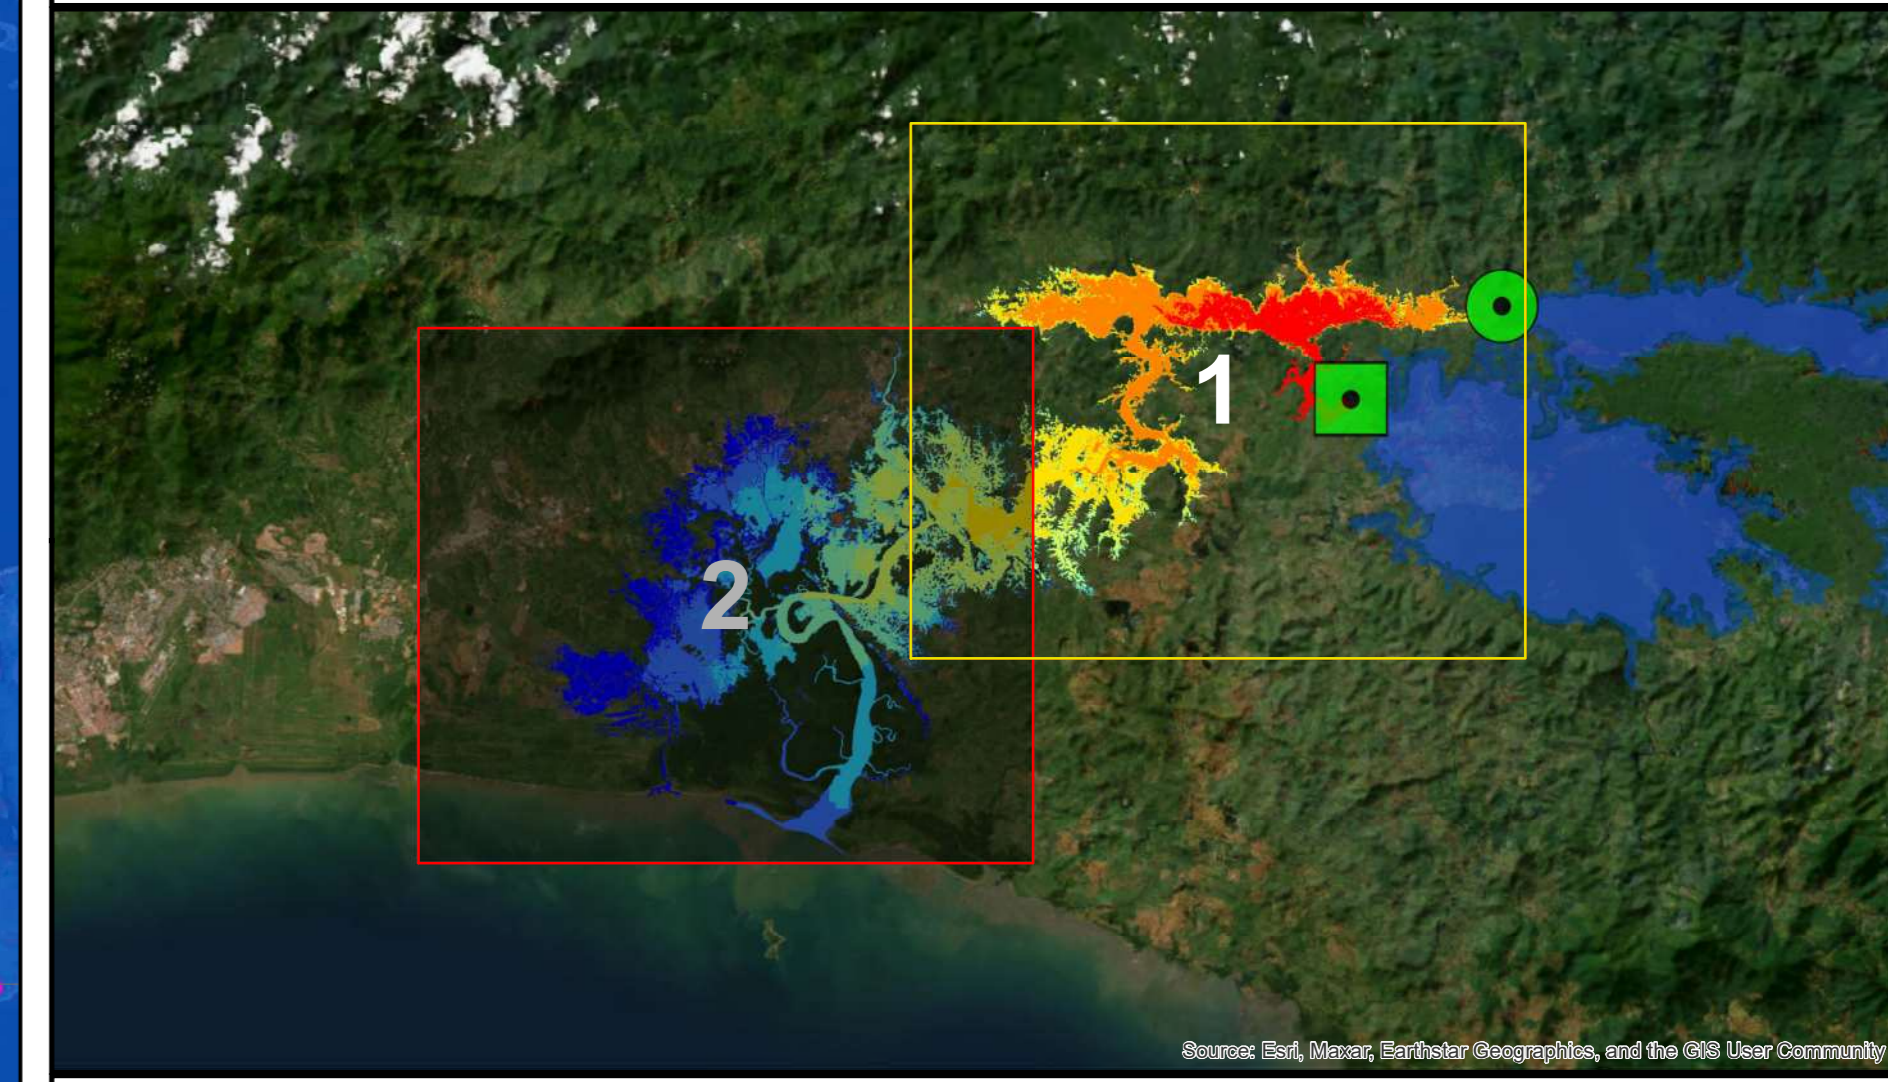 1
2
Source: Esri, Maxar, Earthstar Geographics, and the GIS User Community